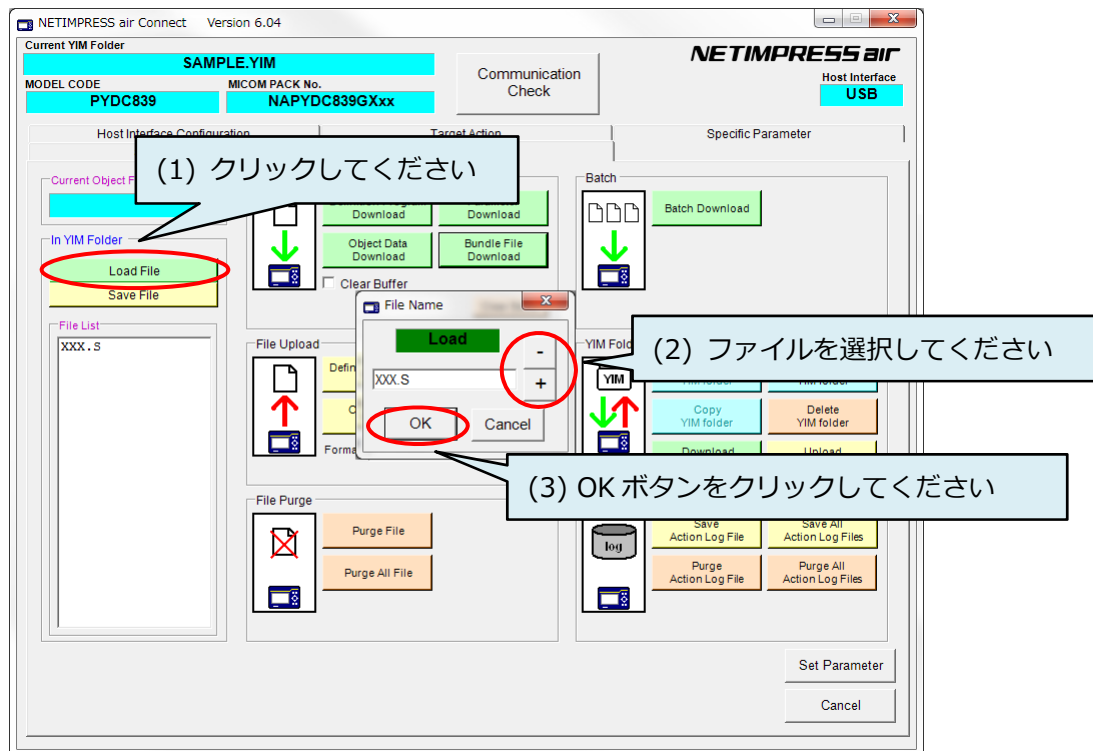 NETIMPRESS air Connect Version 6.04
Current YIM Folder
SAMPLE.YIM
MODEL CODE
MICOM PACK No.
PYDC839
NAPYDC839GXxx
Communication
Check
NETIMPRESS air
Host Interface
USB
Host Interface Configuration
Target Action
Specific Parameter
(1) クリックしてください
Current Object F
In YIM Folder
Load File
Save File
File List
XXX.S
Download
Download
Object Data
Download
Bundle File
Download
Clear Buffer
Batch
Batch Download
File Name
Load
XXX.S
-
+
OK
Cancel
(2) ファイルを選択してください
File Upload
Defin
Forma
YIM Fold
YIM
Copy
YIM folder
Delete
YIM folder
Download
Upload
(3) OK ボタンをクリックしてください
File Purge
Purge File
Purge All File
log
Save
Action Log File
Save All
Action Log Files
Purge
Action Log File
Purge All
Action Log Files
Set Parameter
Cancel